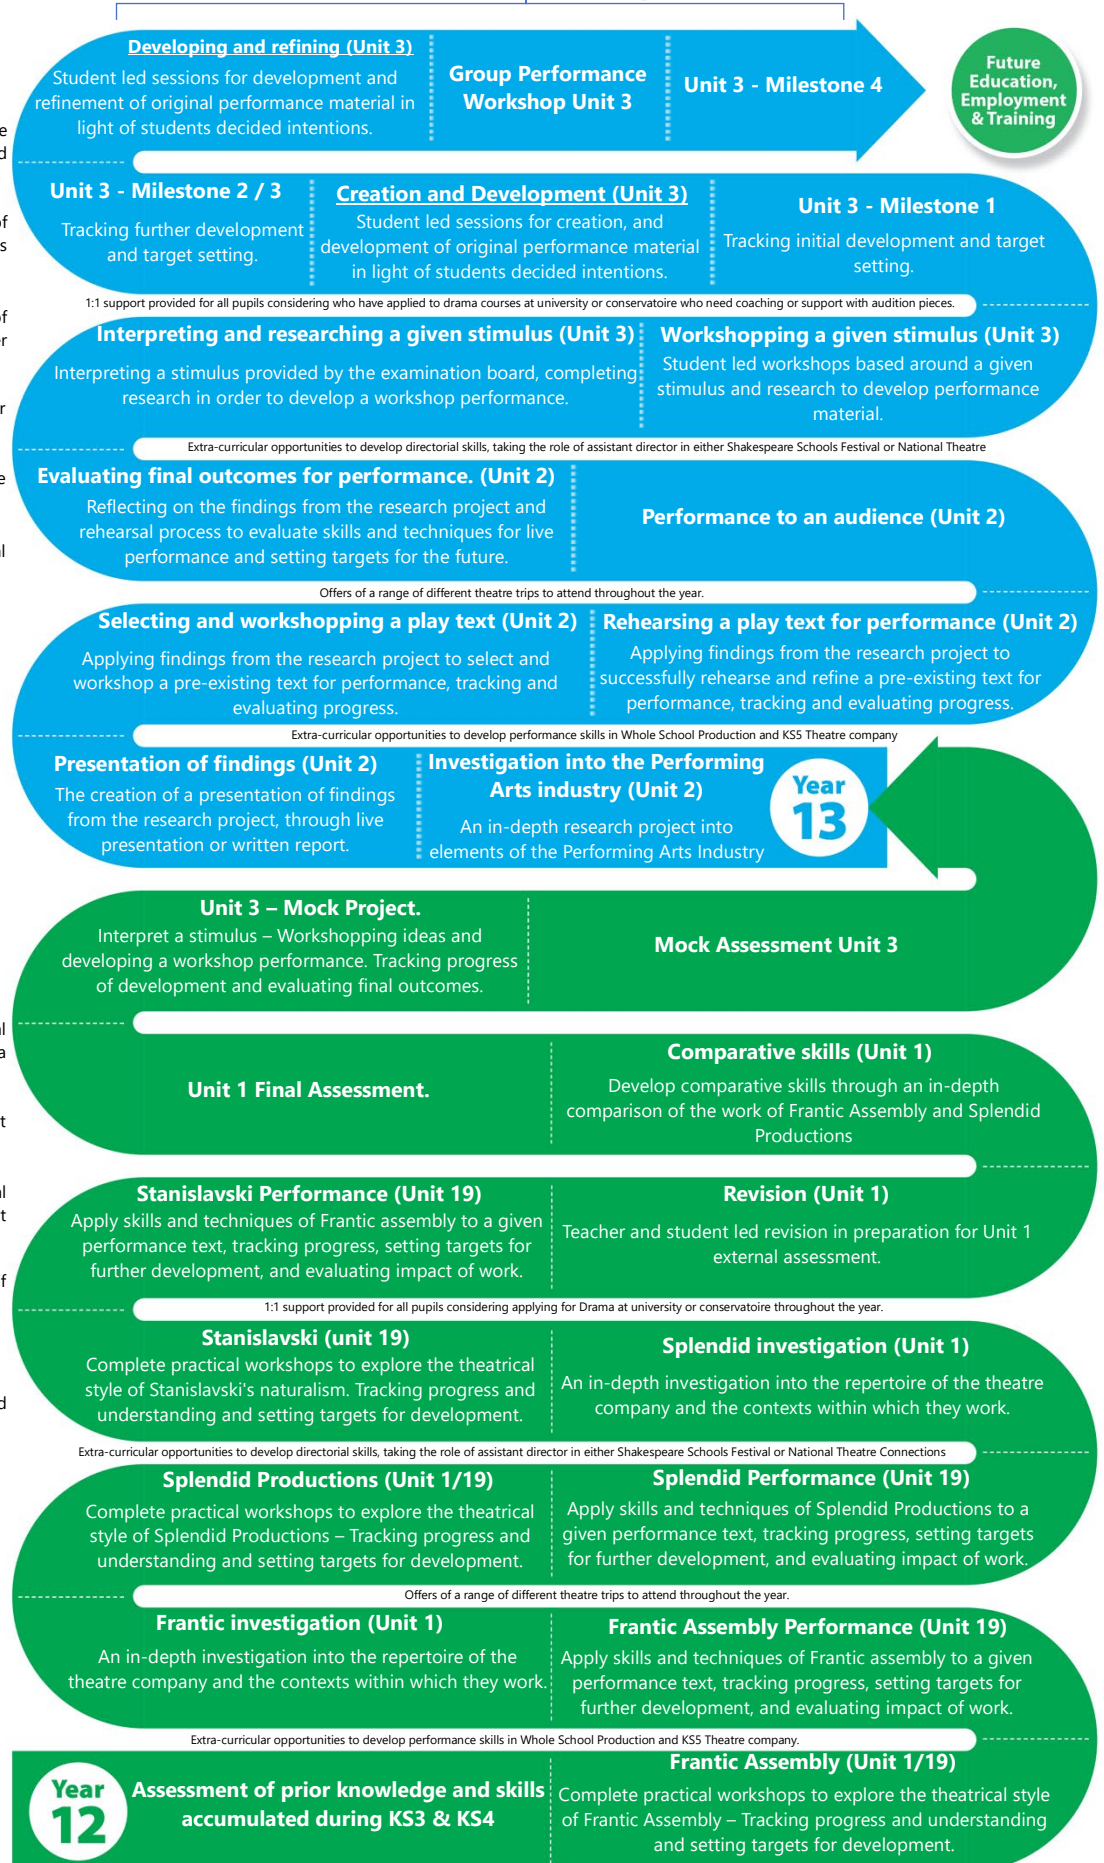 Developing and refining (Unit 3)
Student led sessions for development and
refinement of original performance material in
light of students decided intentions.
Group Performance
Workshop Unit 3
Unit 3 - Milestone 4
Future
Education,
Employment
& Training
Unit 3 - Milestone 2 / 3
Tracking further development
and target setting.
Creation and Development (Unit 3)
Student led sessions for creation, and
development of original performance material
in light of students decided intentions.
Unit 3 - Milestone 1
Tracking initial development and target
setting.
1:1 support provided for all pupils considering who have applied to drama courses at university or conservatoire who need coaching or support with audition pieces.
Interpreting and researching a given stimulus (Unit 3)
Interpreting a stimulus provided by the examination board, completing
research in order to develop a workshop performance.
Workshopping a given stimulus (Unit 3)
Student led workshops based around a given
stimulus and research to develop performance
material.
Extra-curricular opportunities to develop directorial skills, taking the role of assistant director in either Shakespeare Schools Festival or National Theatre
Evaluating final outcomes for performance. (Unit 2)
Reflecting on the findings from the research project and
rehearsal process to evaluate skills and techniques for live
performance and setting targets for the future.
Performance to an audience (Unit 2)
Offers of a range of different theatre trips to attend throughout the year.
Selecting and workshopping a play text (Unit 2)
Applying findings from the research project to select and
workshop a pre-existing text for performance, tracking and
evaluating progress.
Rehearsing a play text for performance (Unit 2)
Applying findings from the research project to
successfully rehearse and refine a pre-existing text for
performance, tracking and evaluating progress.
Extra-curricular opportunities to develop performance skills in Whole School Production and KS5 Theatre company
Presentation of findings (Unit 2)
The creation of a presentation of findings
from the research project, through live
presentation or written report.
Investigation into the Performing
Arts industry (Unit 2)
An in-depth research project into
elements of the Performing Arts Industry
Year
13
Unit 3 – Mock Project.
Interpret a stimulus – Workshopping ideas and
developing a workshop performance. Tracking progress
of development and evaluating final outcomes.
Mock Assessment Unit 3
Unit 1 Final Assessment.
Comparative skills (Unit 1)
Develop comparative skills through an in-depth
comparison of the work of Frantic Assembly and Splendid
Productions
Stanislavski Performance (Unit 19)
Apply skills and techniques of Frantic assembly to a given
performance text, tracking progress, setting targets for
further development, and evaluating impact of work.
Revision (Unit 1)
Teacher and student led revision in preparation for Unit 1
external assessment.
1:1 support provided for all pupils considering applying for Drama at university or conservatoire throughout the year.
Stanislavski (unit 19)
Complete practical workshops to explore the theatrical
style of Stanislavski's naturalism. Tracking progress and
understanding and setting targets for development.
Splendid investigation (Unit 1)
An in-depth investigation into the repertoire of the theatre
company and the contexts within which they work.
Extra-curricular opportunities to develop directorial skills, taking the role of assistant director in either Shakespeare Schools Festival or National Theatre Connections
Splendid Productions (Unit 1/19)
Complete practical workshops to explore the theatrical
style of Splendid Productions – Tracking progress and
understanding and setting targets for development.
Splendid Performance (Unit 19)
Apply skills and techniques of Splendid Productions to a
given performance text, tracking progress, setting targets
for further development, and evaluating impact of work.
Offers of a range of different theatre trips to attend throughout the year.
Frantic investigation (Unit 1)
An in-depth investigation into the repertoire of the
theatre company and the contexts within which they work.
Frantic Assembly Performance (Unit 19)
Apply skills and techniques of Frantic assembly to a given
performance text, tracking progress, setting targets for
further development, and evaluating impact of work.
Extra-curricular opportunities to develop performance skills in Whole School Production and KS5 Theatre company.
Year
12
Assessment of prior knowledge and skills
accumulated during KS3 & KS4
Frantic Assembly (Unit 1/19)
Complete practical workshops to explore the theatrical style
of Frantic Assembly – Tracking progress and understanding
and setting targets for development.